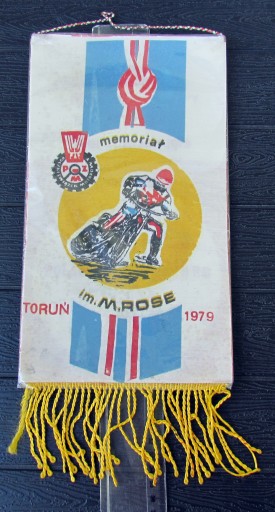 memoriał
P Z M
im. M. ROSE
TORUŃ 1979